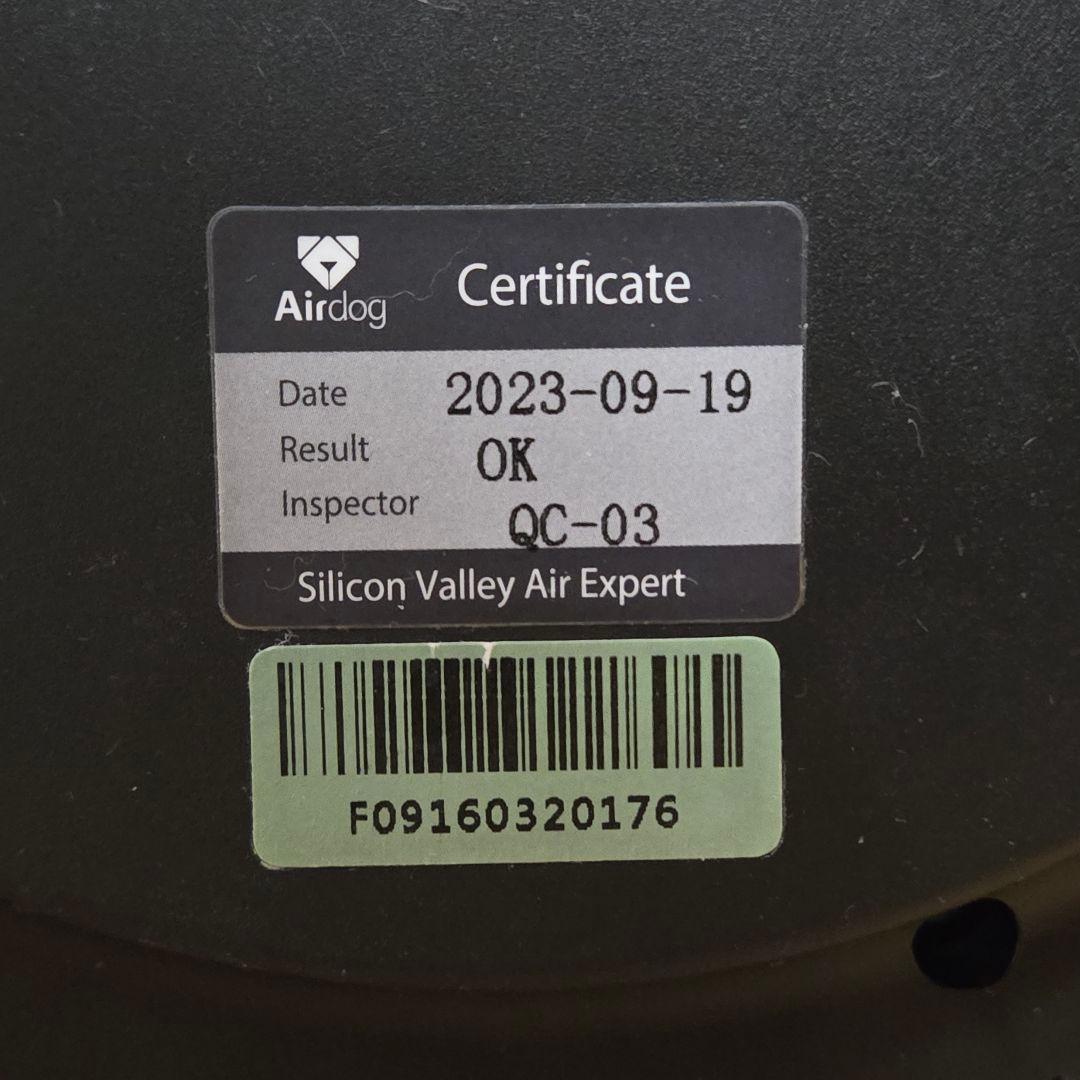 Airdog
Certificate
Date 2023-09-19
Result OK
Inspector QC-03
Silicon Valley Air Expert
F09160320176